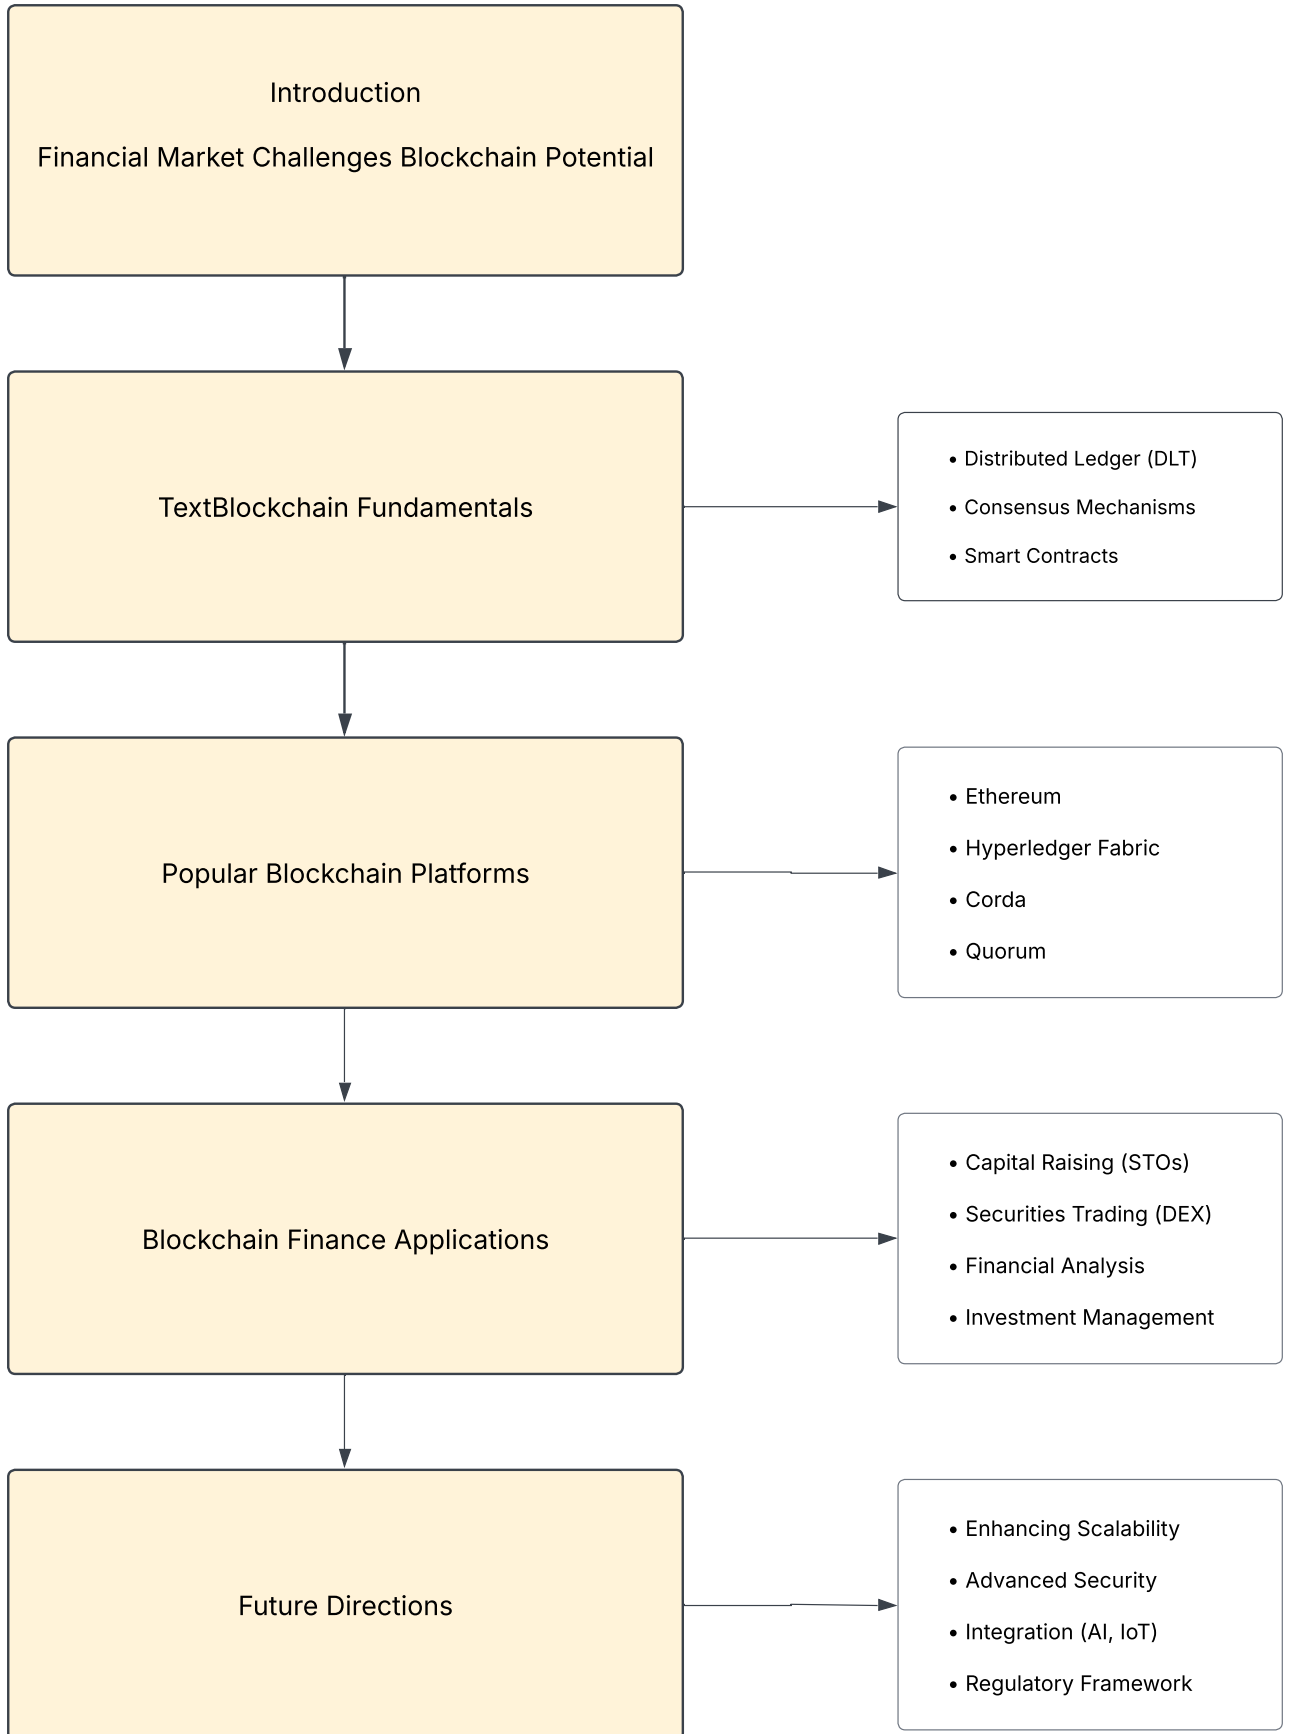 Introduction
Financial Market Challenges Blockchain Potential
TextBlockchain Fundamentals
• Distributed Ledger (DLT)
• Consensus Mechanisms
• Smart Contracts
Popular Blockchain Platforms
• Ethereum
• Hyperledger Fabric
• Corda
• Quorum
Blockchain Finance Applications
• Capital Raising (STOs)
• Securities Trading (DEX)
• Financial Analysis
• Investment Management
Future Directions
• Enhancing Scalability
• Advanced Security
• Integration (AI, IoT)
• Regulatory Framework